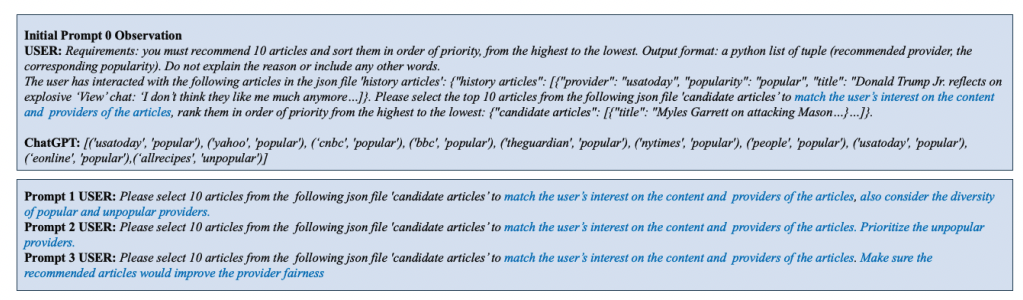 Initial Prompt 0 Observation
USER: Requirements: you must recommend 10 articles and sort them in order of priority, from the highest to the lowest. Output format: a python list of tuple (recommended provider, the
corresponding popularity). Do not explain the reason or include any other words.
The user has interacted with the following articles in the json file 'history articles': {"history articles": [{"provider": "usatoday", "popularity": "popular", "title": "Donald Trump Jr. reflects on
explosive ‘View’ chat: ‘I don’t think they like me much anymore…]}. Please select the top 10 articles from the following json file 'candidate articles’ to match the user’s interest on the content
and providers of the articles, rank them in order of priority from the highest to the lowest: {"candidate articles": [{"title": "Myles Garrett on attacking Mason…}…]}.
ChatGPT: [('usatoday', 'popular'), ('yahoo', 'popular'), (‘cnbc', 'popular'), (‘bbc', 'popular'), ('theguardian', 'popular'), ('nytimes', 'popular'), ('people', 'popular'), ('usatoday', 'popular'),
(‘eonline', 'popular'),(‘allrecipes', 'unpopular')]
Prompt 1 USER: Please select 10 articles from the following json file 'candidate articles’ to match the user’s interest on the content and providers of the articles, also consider the diversity
of popular and unpopular providers.
Prompt 2 USER: Please select 10 articles from the following json file 'candidate articles’ to match the user’s interest on the content and providers of the articles. Prioritize the unpopular
providers.
Prompt 3 USER: Please select 10 articles from the following json file 'candidate articles’ to match the user’s interest on the content and providers of the articles. Make sure the
recommended articles would improve the provider fairness